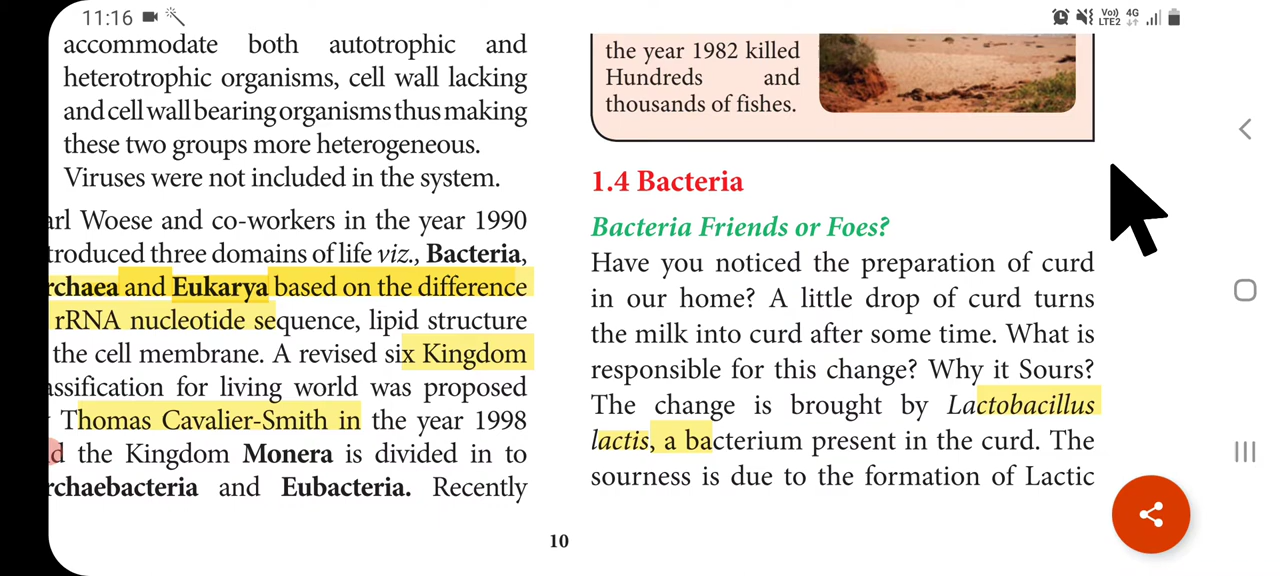 11:16
Vo))
LTE2
4G
accommodate both autotrophic and
heterotrophic organisms, cell wall lacking
and cell wall bearing organisms thus making
these two groups more heterogeneous.
Viruses were not included in the system.
arl Woese and co-workers in the year 1990
troduced three domains of life viz., Bacteria,
rchaea and Eukarya based on the difference
rRNA nucleotide sequence, lipid structure
the cell membrane. A revised six Kingdom
assification for living world was proposed
Thomas Cavalier-Smith in the year 1998
d the Kingdom Monera is divided in to
rchaebacteria and Eubacteria. Recently
the year 1982 killed
Hundreds and
thousands of fishes.
1.4 Bacteria
Bacteria Friends or Foes?
Have you noticed the preparation of curd
in our home? A little drop of curd turns
the milk into curd after some time. What is
responsible for this change? Why it Sours?
The change is brought by Lactobacillus
lactis, a bacterium present in the curd. The
sourness is due to the formation of Lactic
10